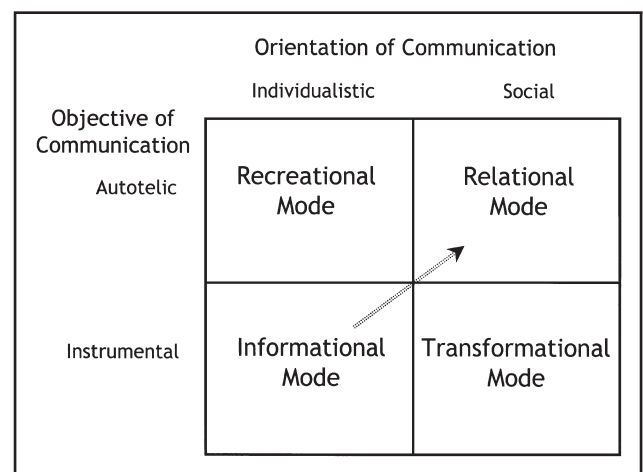 Orientation of Communication
Individualistic Social
Objective of
Communication
Autotelic
Recreational
Mode
Relational
Mode
Instrumental
Informational
Mode
Transformational
Mode